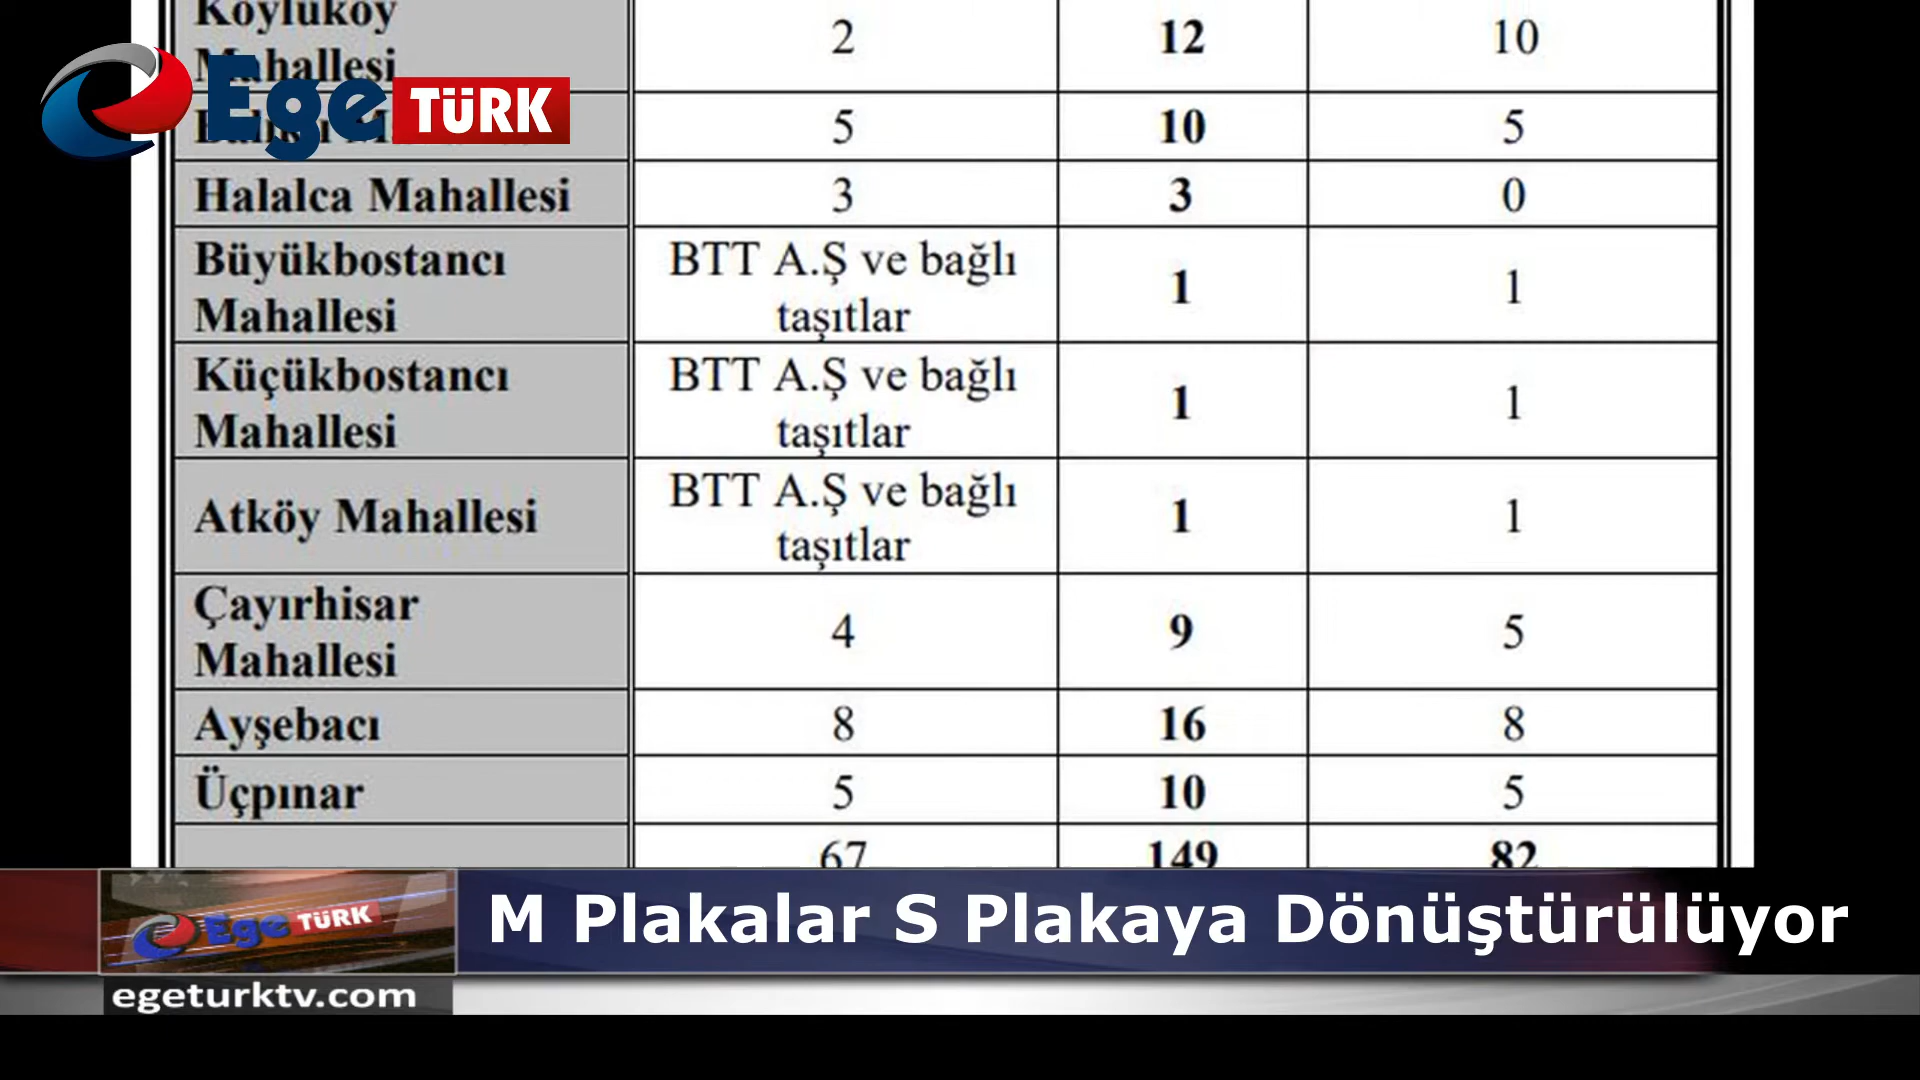 Köylüköy
Mahallesi
2
12
10
Ege TÜRK
5
10
5
Halalca Mahallesi
3
3
0
Büyükbostancı
Mahallesi
BTT A.Ş ve bağlı
taşıtlar
1
1
Küçükbostancı
Mahallesi
BTT A.Ş ve bağlı
taşıtlar
1
1
Atköy Mahallesi
BTT A.Ş ve bağlı
taşıtlar
1
1
Çayırhisar
Mahallesi
4
9
5
Ayşebacı
8
16
8
Üçpınar
5
10
5
67
149
82
Ege TÜRK
M Plakalar S Plakaya Dönüştürülüyor
egeturktv.com